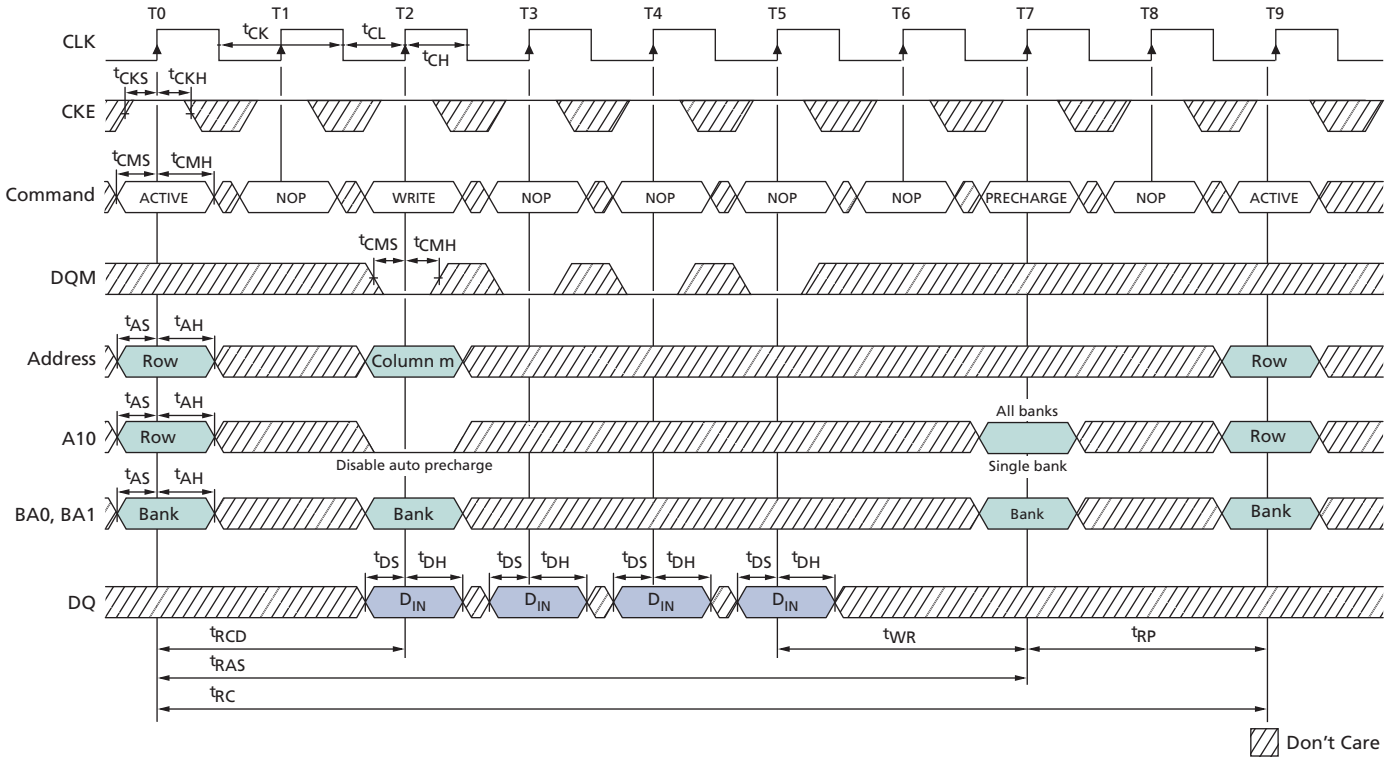 T0 T1 T2 T3 T4 T5 T6 T7 T8 T9
CLK tCK tCL tCH
tCKS tCKH
CKE
tCMS tCMH
Command ACTIVE NOP WRITE NOP NOP NOP NOP PRECHARGE NOP ACTIVE
tCMS tCMH
DQM
tAS tAH
Address Row Column m Row
tAS tAH All banks
A10 Row Row
Disable auto precharge Single bank
tAS tAH
BA0, BA1 Bank Bank Bank Bank
tDS tDH tDS tDH tDS tDH tDS tDH
DQ DIN DIN DIN DIN
tRCD tWR tRP
tRAS
tRC
Don't Care